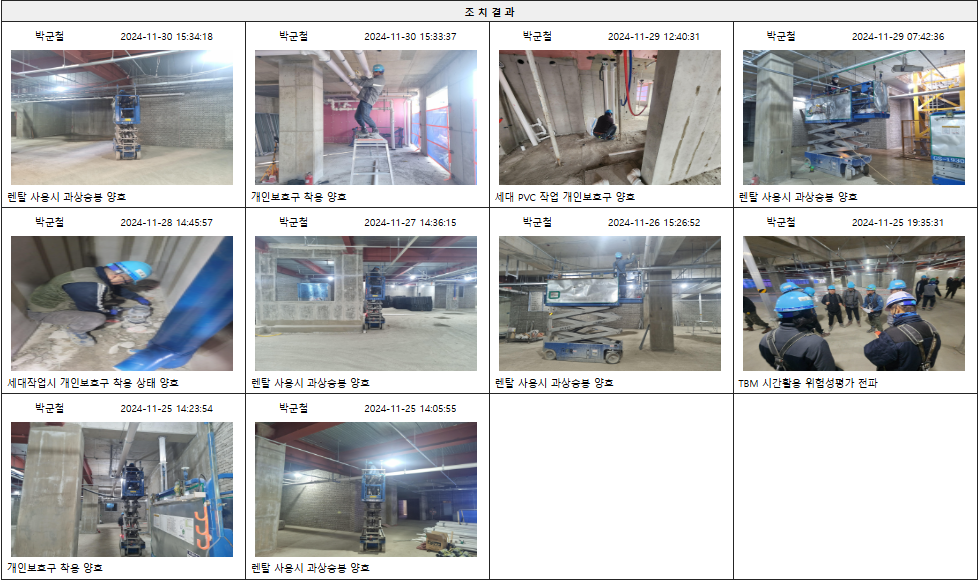 조 치 결 과
박군철 2024-11-30 15:34:18
박군철 2024-11-30 15:33:37
박군철 2024-11-29 12:40:31
박군철 2024-11-29 07:42:36
렌탈 사용시 과상승봉 양호
개인보호구 착용 양호
세대 PVC 작업 개인보호구 양호
렌탈 사용시 과상승봉 양호
박군철 2024-11-28 14:45:57
박군철 2024-11-27 14:36:15
박군철 2024-11-26 15:26:52
박군철 2024-11-25 19:35:31
세대작업시 개인보호구 착용 상태 양호
렌탈 사용시 과상승봉 양호
렌탈 사용시 과상승봉 양호
TBM 시간활용 위험성평가 전파
박군철 2024-11-25 14:23:54
박군철 2024-11-25 14:05:55
개인보호구 착용 양호
렌탈 사용시 과상승봉 양호